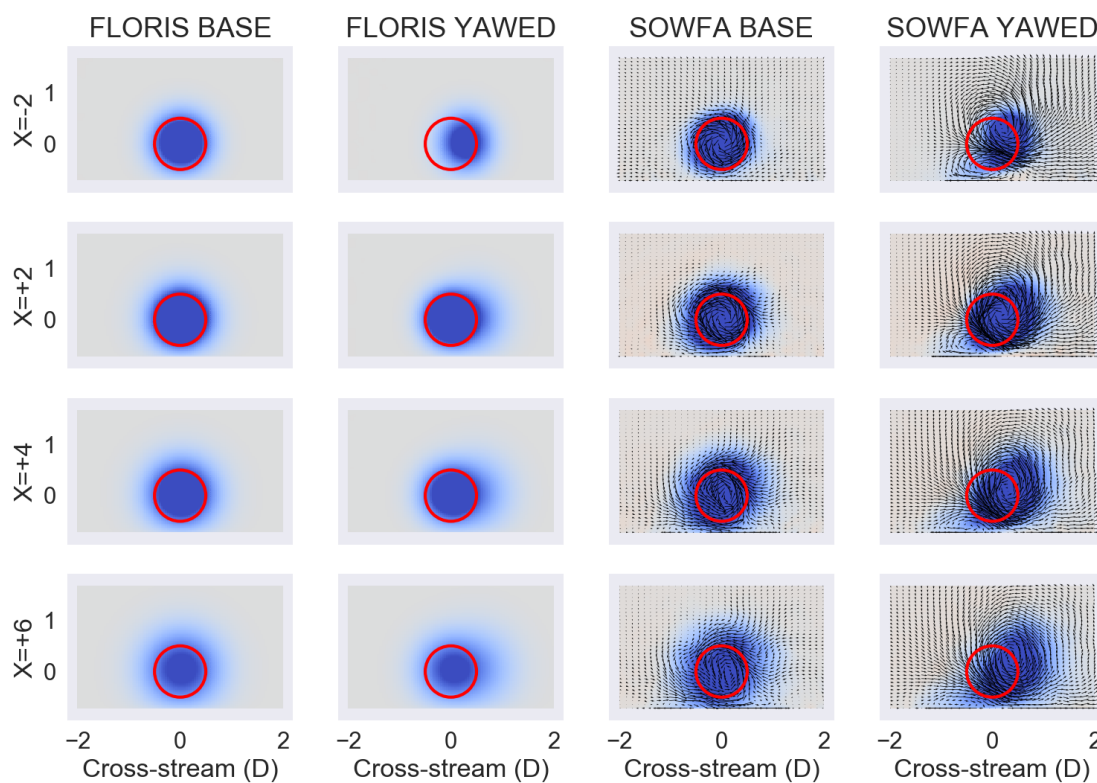 FLORIS BASE FLORIS YAWED SOWFA BASE SOWFA YAWED
X=-2
1
0
X=+2
1
0
X=+4
1
0
X=+6
1
0
−2 0 2 −2 0 2 −2 0 2 −2 0 2
Cross-stream (D) Cross-stream (D) Cross-stream (D) Cross-stream (D)